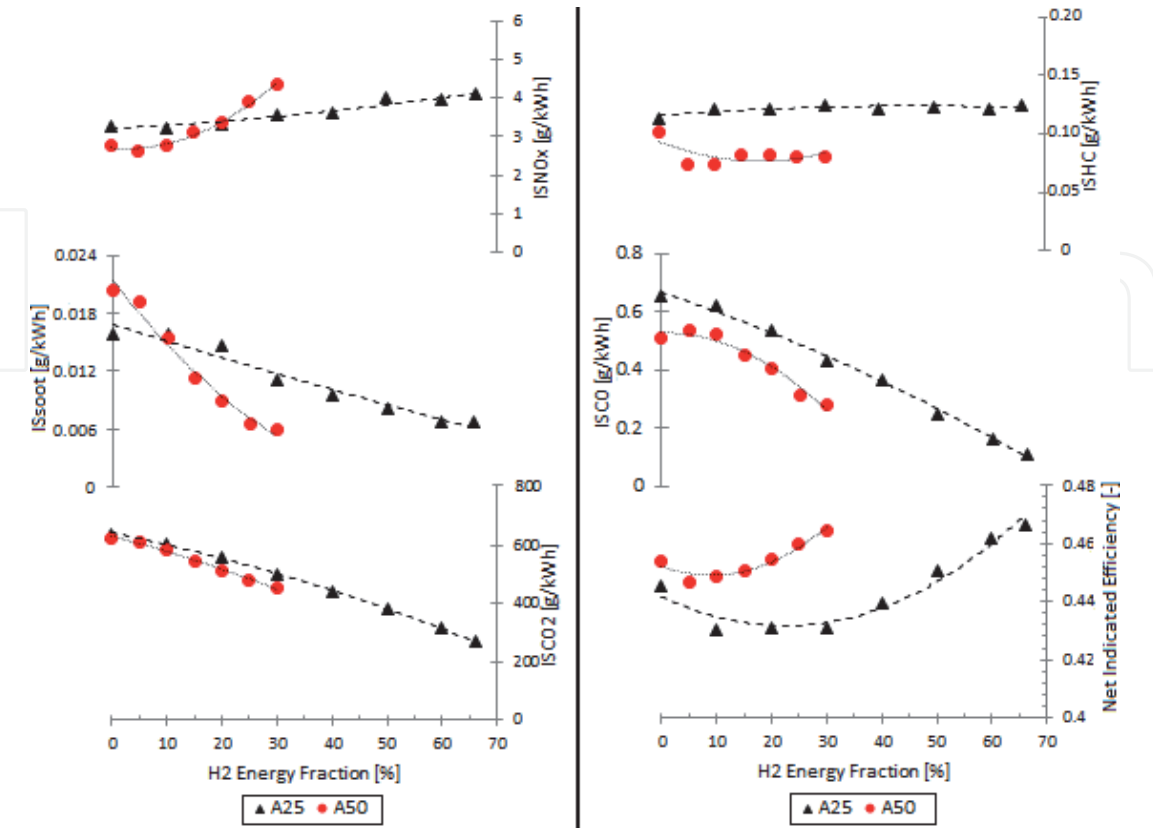 6
5
4
3
2
1
0
ISNOx [g/kWh]
0.024
0.018
0.012
0.006
0
ISsoot [g/kWh]
800
600
400
200
0
ISCO2 [g/kWh]
0 10 20 30 40 50 60 70
H2 Energy Fraction [%]
A25 A50
0.20
0.15
0.10
0.05
0
ISHC [g/kWh]
0.8
0.6
0.4
0.2
0
ISCO [g/kWh]
0.48
0.46
0.44
0.42
0.4
Net Indicated Efficiency [-]
0 10 20 30 40 50 60 70
H2 Energy Fraction [%]
A25 A50